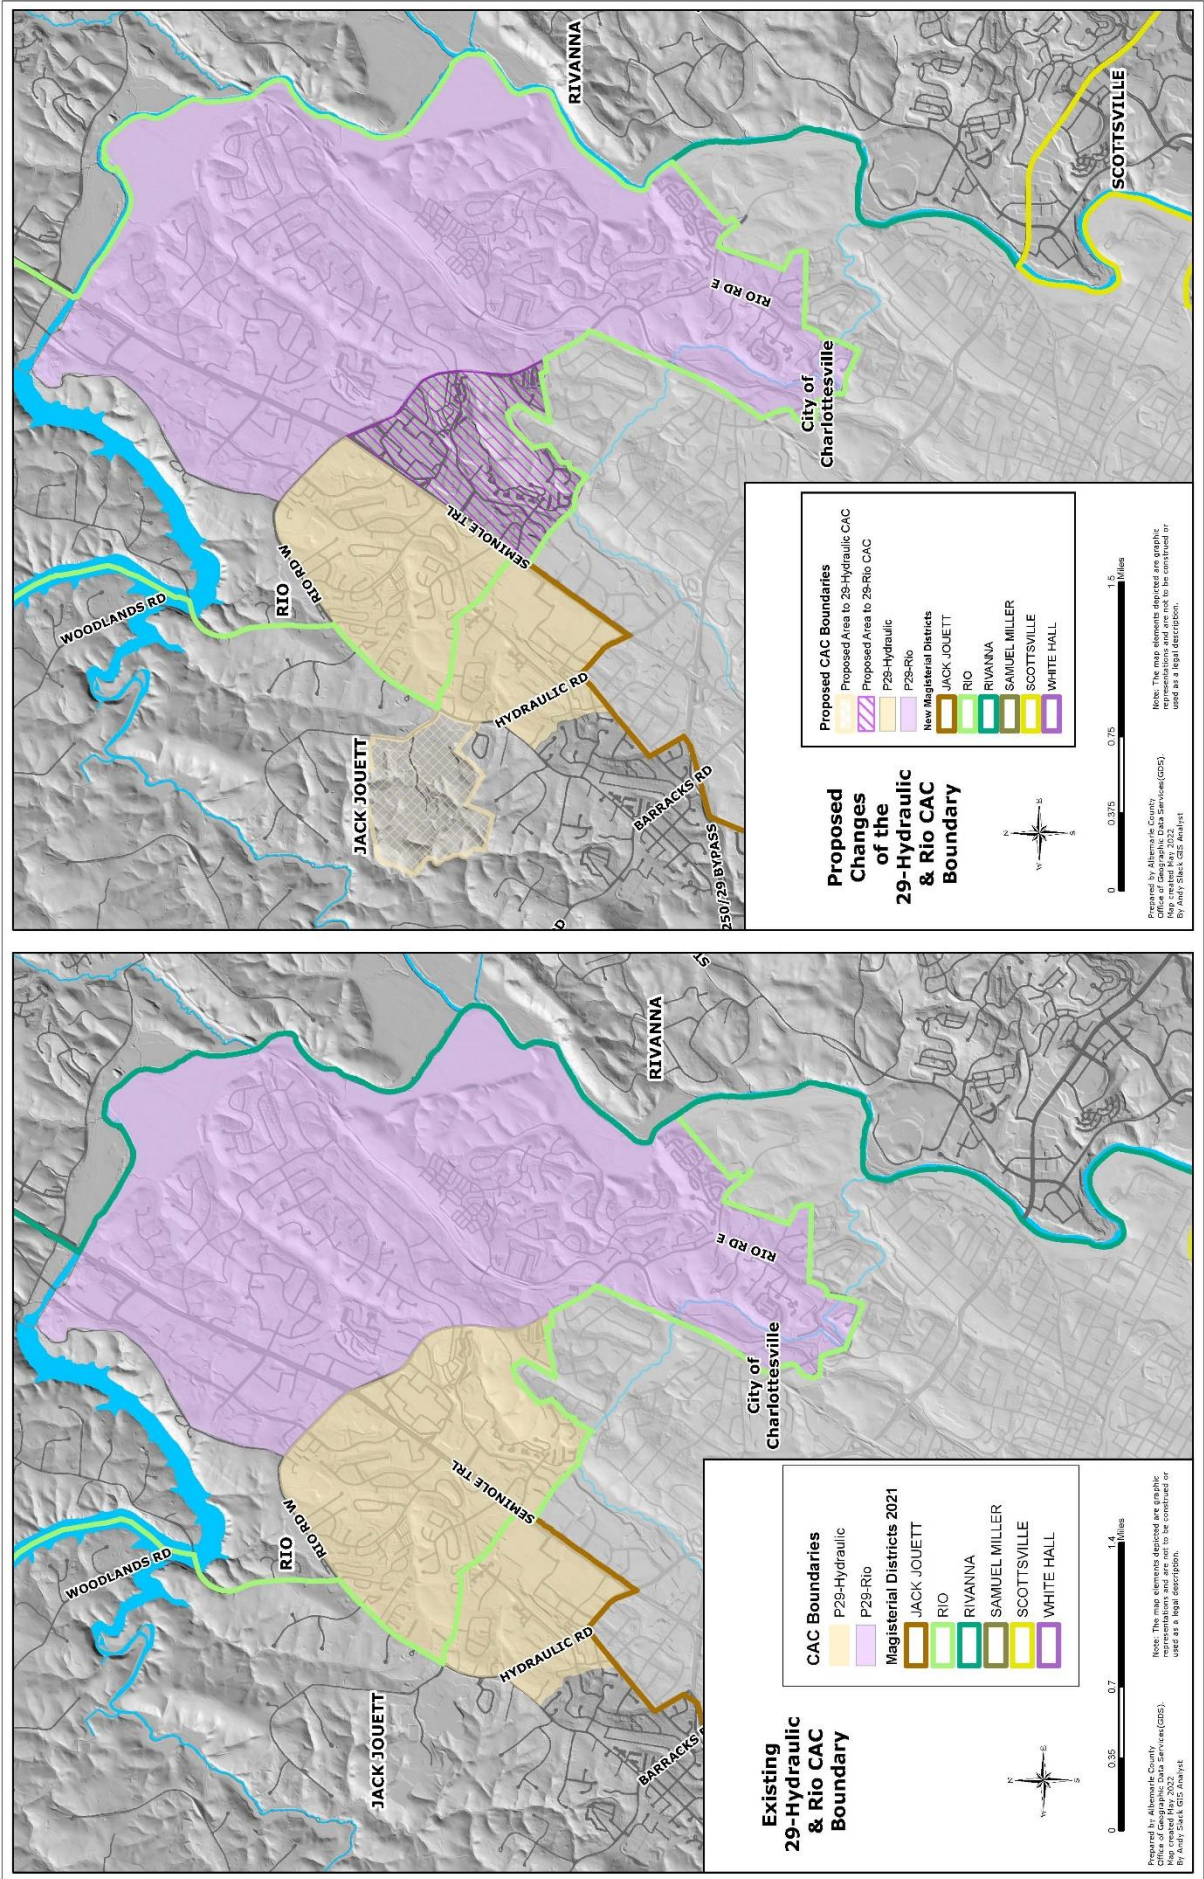 RIVANNA
SCOTTSVILLE
RIO RD E
City of
Charlottesville
WOODLANDS RD
RIO
RIO RD W
SEMINOLE TRL
HYDRAULIC RD
JACK JOUETT
BARRACKS RD
250/29 BYPASS
D
Proposed
Changes
of the
29-Hydraulic
& Rio CAC
Boundary
Proposed CAC Boundaries
Proposed Area to 29-Hydraulic CAC
Proposed Area to 29-Rio CAC
P29-Hydraulic
P29-Rio
New Magisterial Districts
JACK JOUETT
RIO
RIVANNA
SAMUEL MILLER
SCOTTSVILLE
WHITE HALL
N
W
E
S
0
0.375
0.75
1.5
Miles
Prepared by Albemarle County
Office of Geographic Data Services(GDS).
Map created May 2022
By Andy Slack GIS Analyst
Note: The map elements depicted are graphic
representations and are not to be construed or
used as a legal description.
ST
RIVANNA
RIO RD E
City of
Charlottesville
WOODLANDS RD
RIO
RIO RD W
SEMINOLE TRL
HYDRAULIC RD
JACK JOUETT
BARRACKS R
Existing
29-Hydraulic
& Rio CAC
Boundary
CAC Boundaries
P29-Hydraulic
P29-Rio
Magisterial Districts 2021
JACK JOUETT
RIO
RIVANNA
SAMUEL MILLER
SCOTTSVILLE
WHITE HALL
N
W
E
S
0
0.35
0.7
1.4
Miles
Prepared by Albemarle County
Office of Geographic Data Services(GDS).
Map created May 2022
By Andy Slack GIS Analyst
Note: The map elements depicted are graphic
representations and are not to be construed or
used as a legal description.